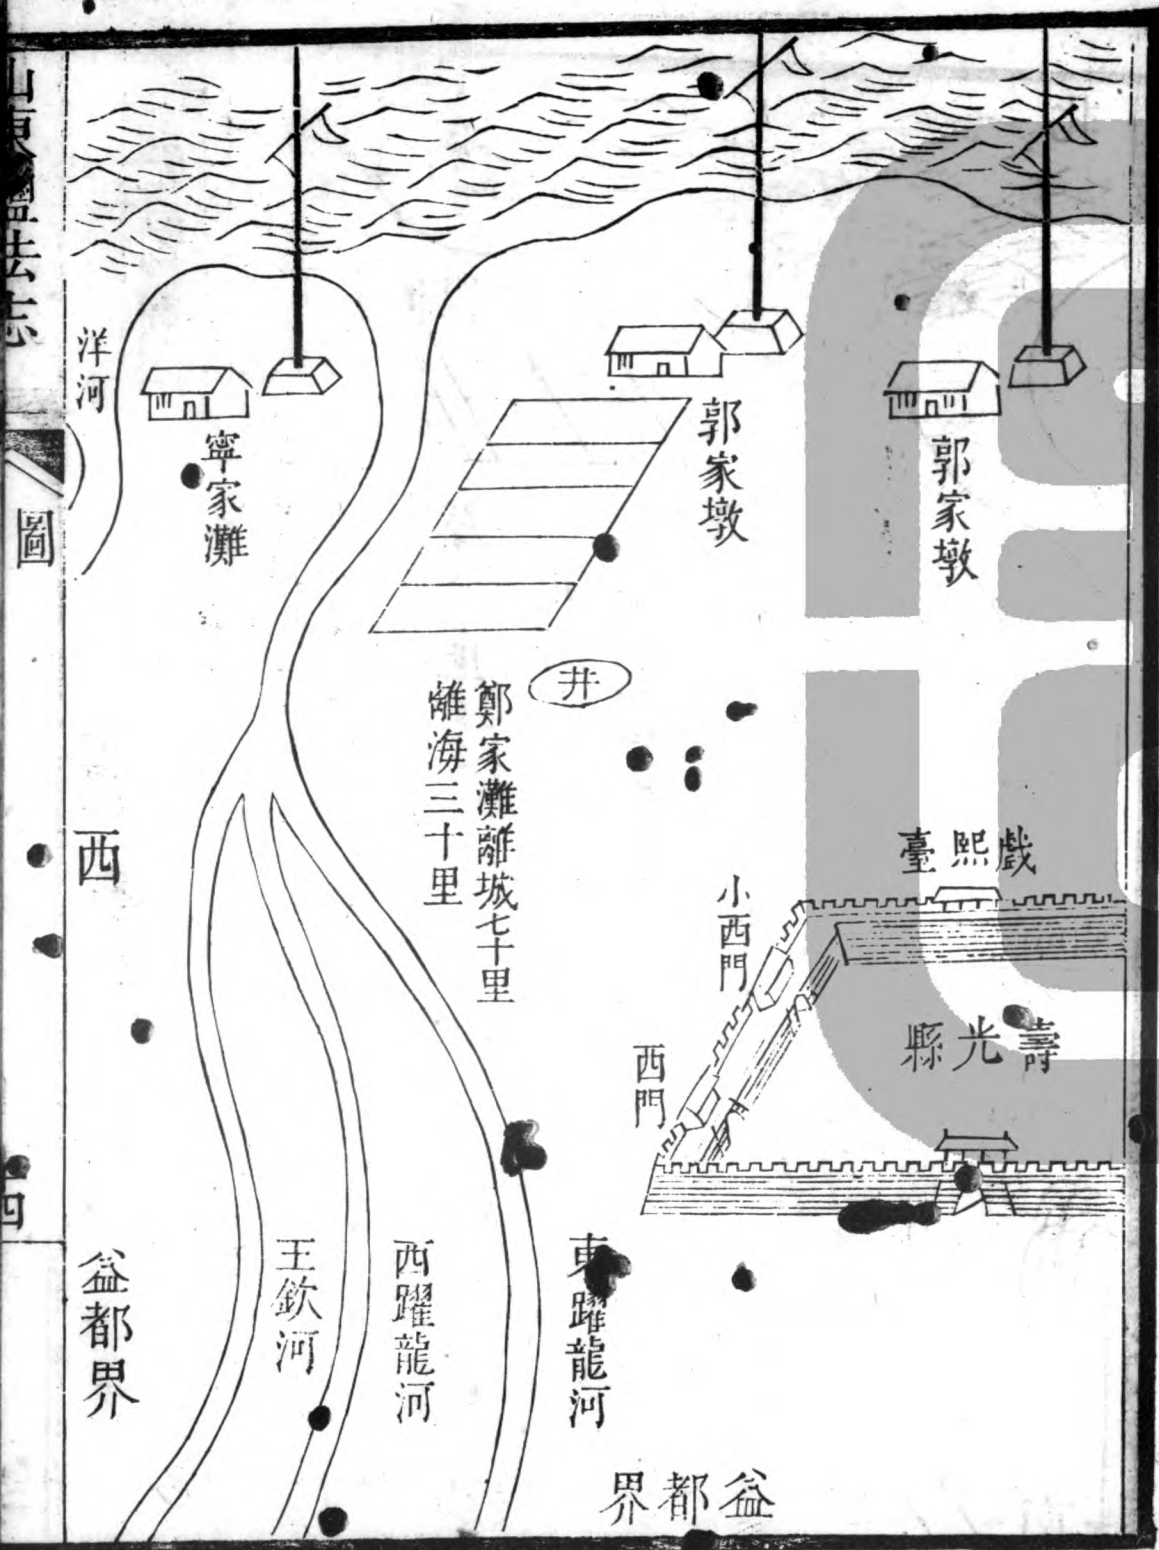 郭家墩
郭家墩
井
鄭家灘離城七十里
離海三十里
寧家灘
洋河
戲熙臺
小西門
西門
壽光縣
東躍龍河
西躍龍河
王欽河
益都界
益都界
西
山東鹽法志
圖